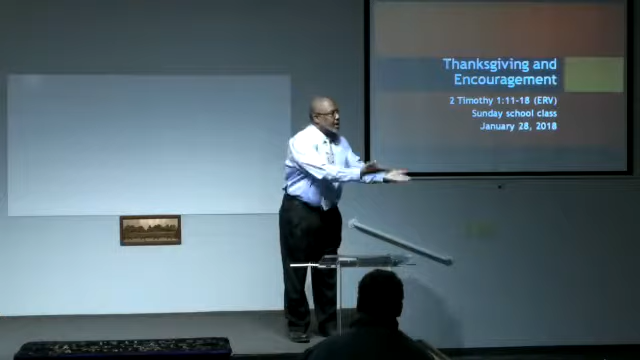 Thanksgiving and
Encouragement
2 Timothy 1:11-18 (ERV)
Sunday school class
January 28, 2018